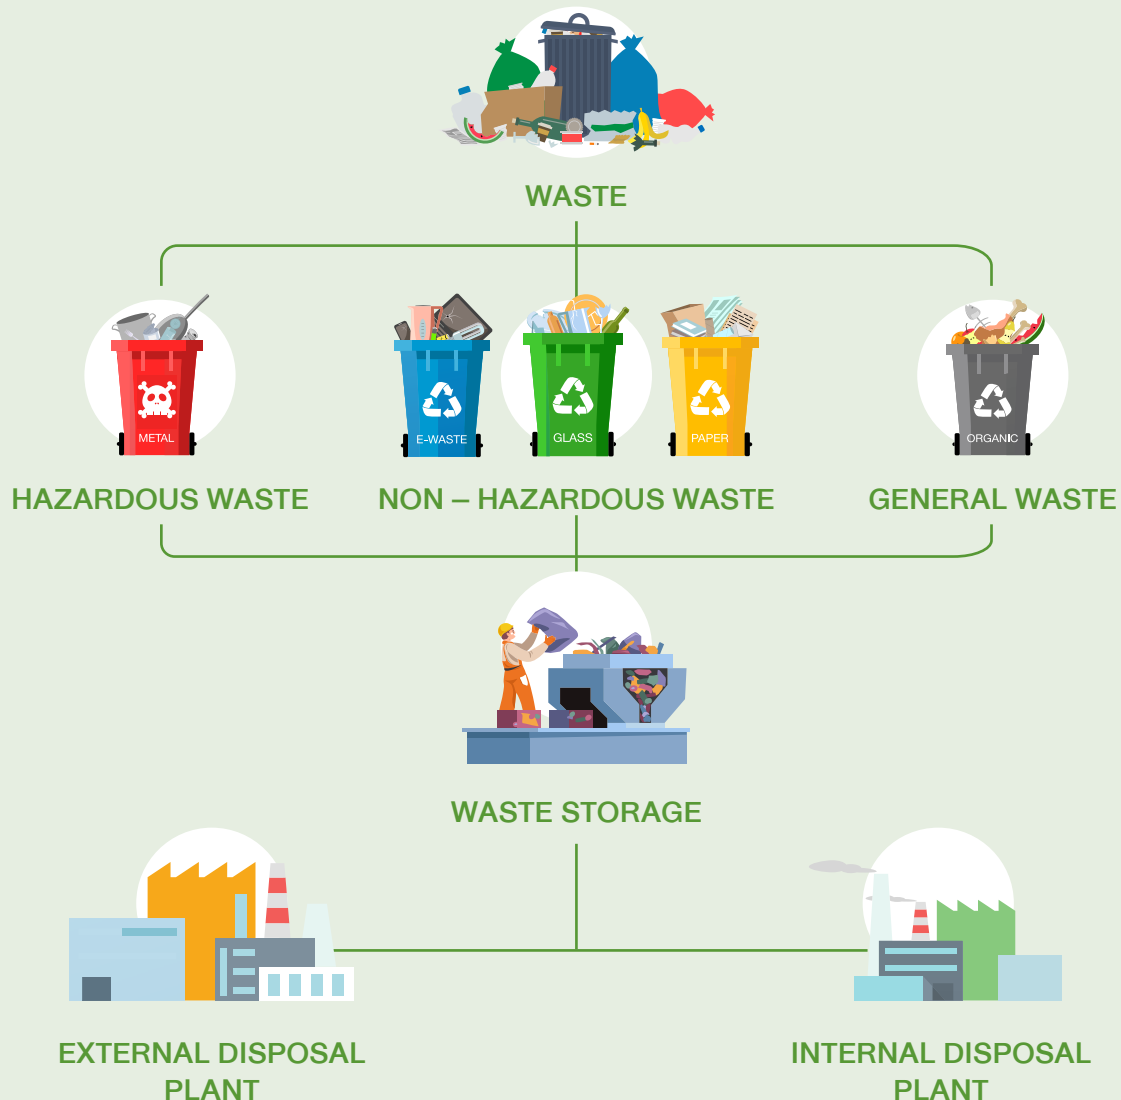 WASTE
METAL
E-WASTE
GLASS
PAPER
ORGANIC
HAZARDOUS WASTE
NON – HAZARDOUS WASTE
GENERAL WASTE
WASTE STORAGE
EXTERNAL DISPOSAL
PLANT
INTERNAL DISPOSAL
PLANT